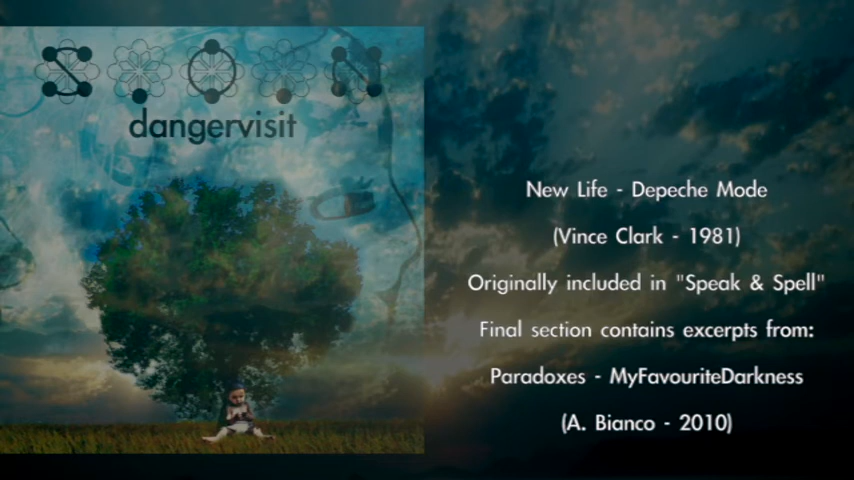 dangervisit
New Life - Depeche Mode
(Vince Clark - 1981)
Originally included in "Speak & Spell"
Final section contains excerpts from:
Paradoxes - MyFavouriteDarkness
(A. Bianco - 2010)